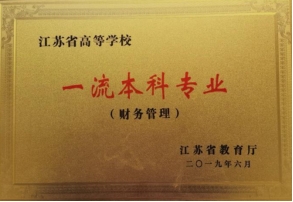 江苏省高等学校
一流本科专业
（财务管理）
江苏省教育厅
二〇一九年六月